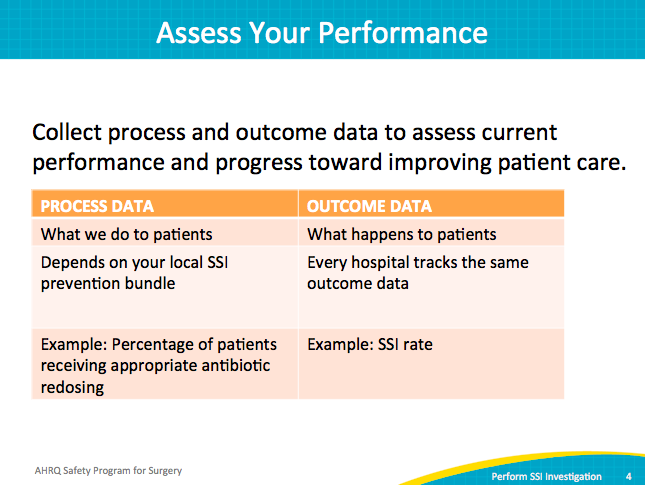 Assess Your Performance
Collect process and outcome data to assess current
performance and progress toward improving patient care.
PROCESS DATA
OUTCOME DATA
What we do to patients
What happens to patients
Depends on your local SSI
prevention bundle
Every hospital tracks the same
outcome data
Example: Percentage of patients
receiving appropriate antibiotic
redosing
Example: SSI rate
AHRQ Safety Program for Surgery
Perform SSI Investigation
4